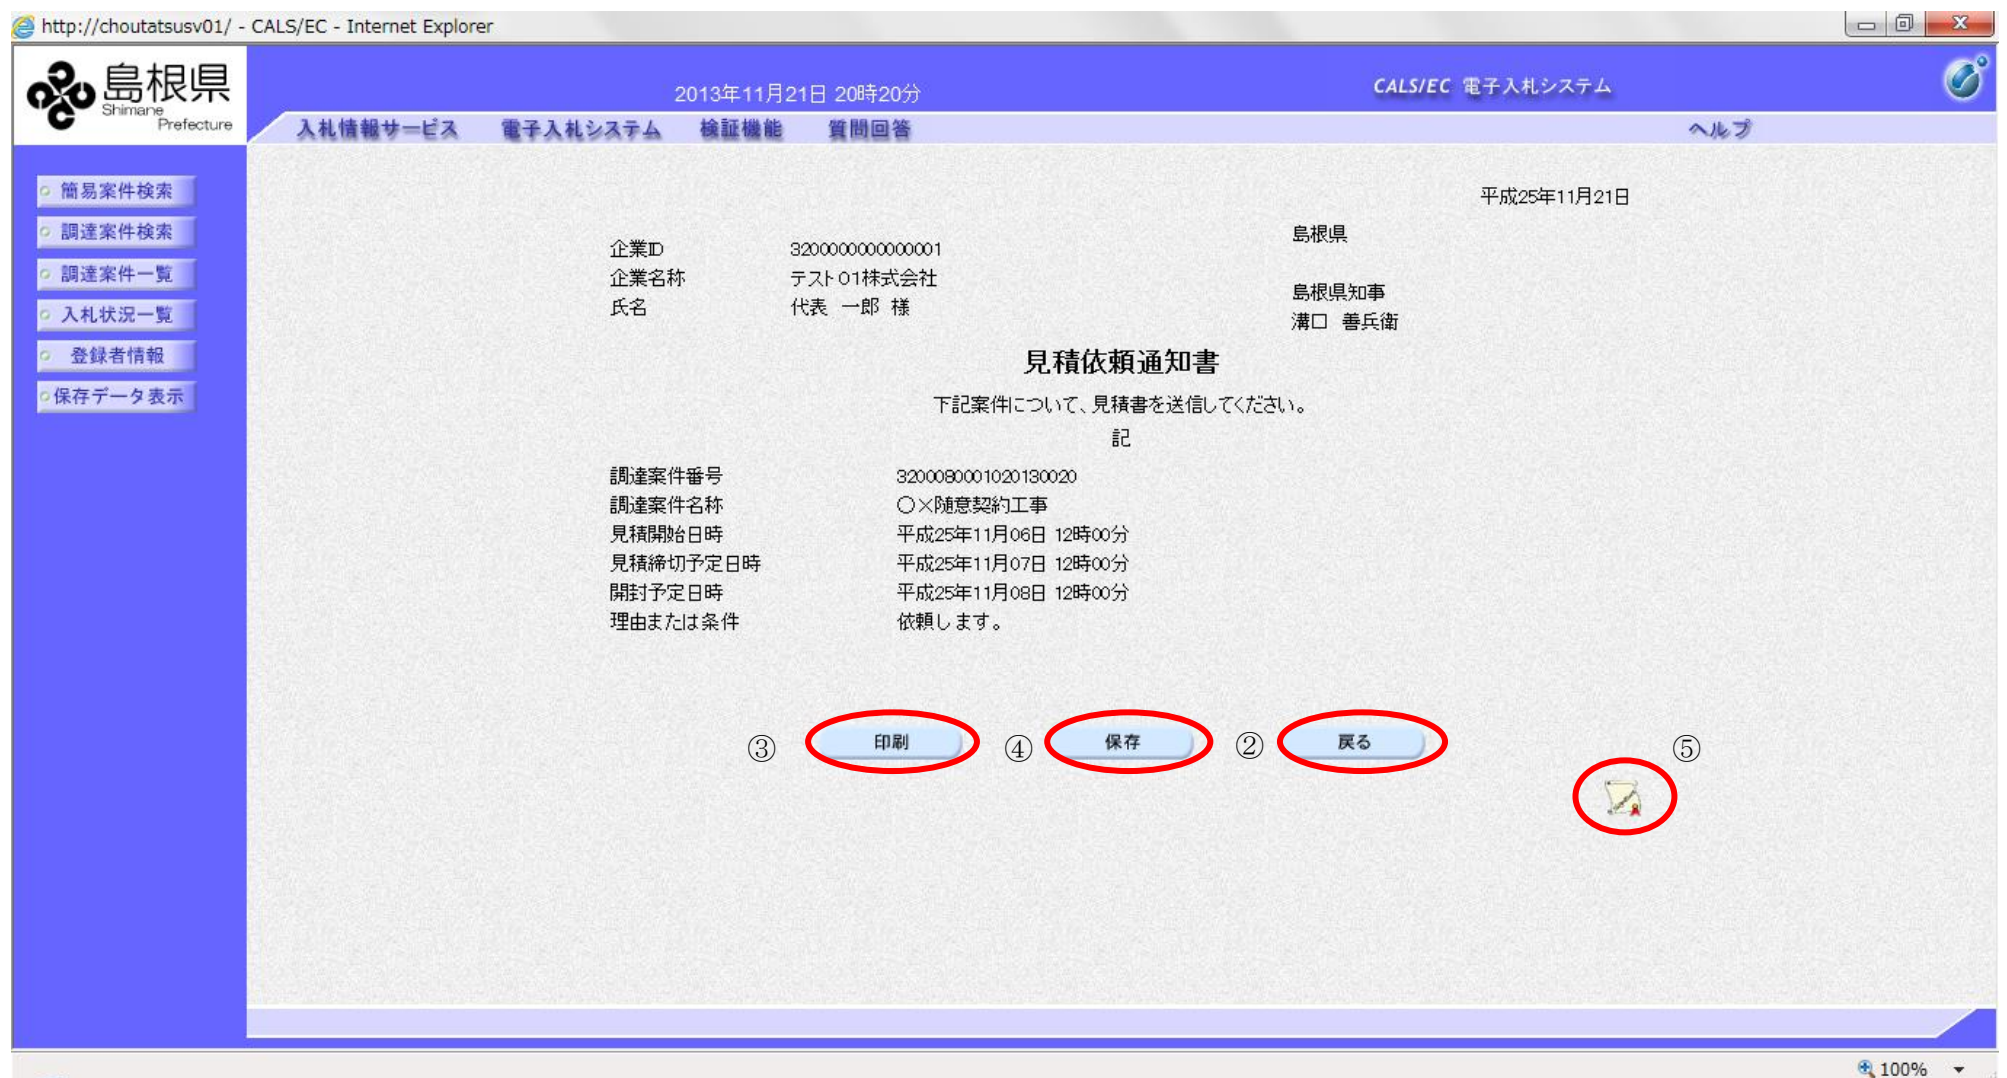 http://choutatsusv01/ - CALS/EC - Internet Explorer
島根県
Shimane
Prefecture
2013年11月21日 20時20分
CALS/EC 電子入札システム
入札情報サービス 電子入札システム 検証機能 質問回答 ヘルプ
簡易案件検索
調達案件検索
調達案件一覧
入札状況一覧
登録者情報
保存データ表示
平成25年11月21日
島根県
企業ID 3200000000000001
企業名称 テスト01株式会社
氏名 代表 一郎 様
島根県知事
溝口 善兵衛
見積依頼通知書
下記案件について、見積書を送信してください。
記
調達案件番号 3200080001020130020
調達案件名称 〇×随意契約工事
見積開始日時 平成25年11月06日 12時00分
見積締切予定日時 平成25年11月07日 12時00分
開封予定日時 平成25年11月08日 12時00分
理由または条件 依頼します。
③ 印刷 ④ 保存 ② 戻る ⑤
100%